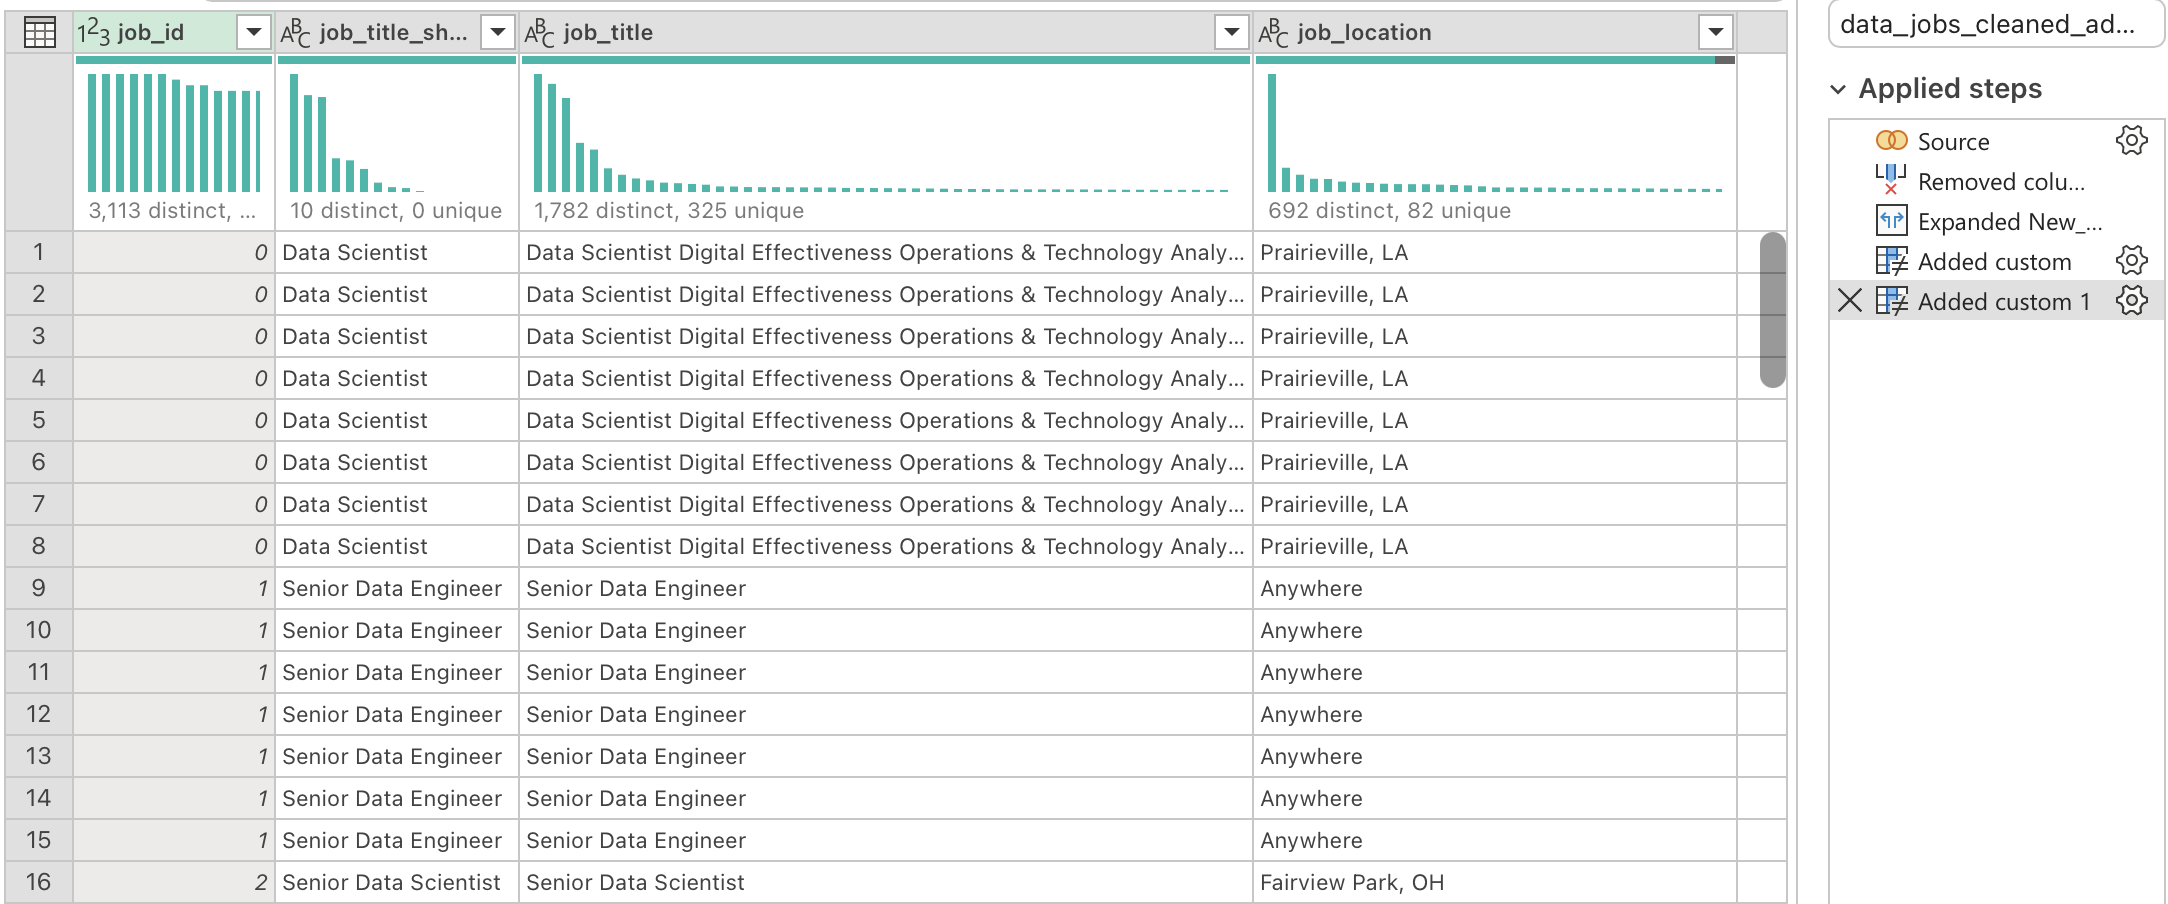 123 job_id ABC job_title_sh... ABC job_title ABC job_location
3,113 distinct, ... 10 distinct, 0 unique 1,782 distinct, 325 unique 692 distinct, 82 unique
1 0 Data Scientist Data Scientist Digital Effectiveness Operations & Technology Analy... Prairieville, LA
2 0 Data Scientist Data Scientist Digital Effectiveness Operations & Technology Analy... Prairieville, LA
3 0 Data Scientist Data Scientist Digital Effectiveness Operations & Technology Analy... Prairieville, LA
4 0 Data Scientist Data Scientist Digital Effectiveness Operations & Technology Analy... Prairieville, LA
5 0 Data Scientist Data Scientist Digital Effectiveness Operations & Technology Analy... Prairieville, LA
6 0 Data Scientist Data Scientist Digital Effectiveness Operations & Technology Analy... Prairieville, LA
7 0 Data Scientist Data Scientist Digital Effectiveness Operations & Technology Analy... Prairieville, LA
8 0 Data Scientist Data Scientist Digital Effectiveness Operations & Technology Analy... Prairieville, LA
9 1 Senior Data Engineer Senior Data Engineer Anywhere
10 1 Senior Data Engineer Senior Data Engineer Anywhere
11 1 Senior Data Engineer Senior Data Engineer Anywhere
12 1 Senior Data Engineer Senior Data Engineer Anywhere
13 1 Senior Data Engineer Senior Data Engineer Anywhere
14 1 Senior Data Engineer Senior Data Engineer Anywhere
15 1 Senior Data Engineer Senior Data Engineer Anywhere
16 2 Senior Data Scientist Senior Data Scientist Fairview Park, OH
data_jobs_cleaned_ad...
Applied steps
Source
Removed colu...
Expanded New_...
Added custom
Added custom 1